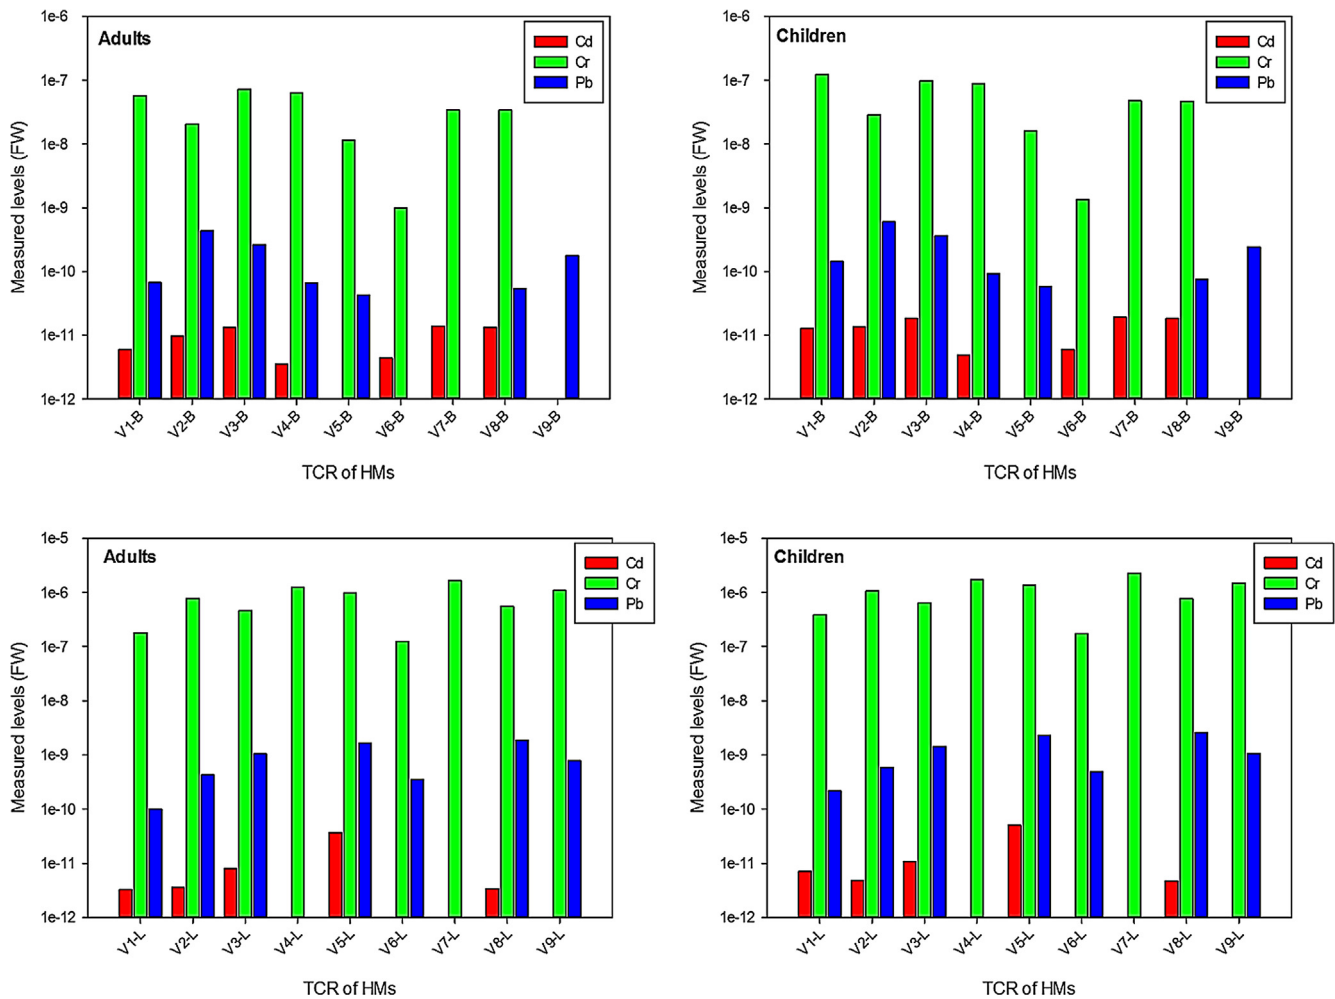 Adults
Cd
Cr
Pb
1e-6
1e-7
1e-8
1e-9
1e-10
1e-11
1e-12
Measured levels (FW)
V1-B
V2-B
V3-B
V4-B
V5-B
V6-B
V7-B
V8-B
V9-B
TCR of HMs
Children
Cd
Cr
Pb
1e-6
1e-7
1e-8
1e-9
1e-10
1e-11
1e-12
Measured levels (FW)
V1-B
V2-B
V3-B
V4-B
V5-B
V6-B
V7-B
V8-B
V9-B
TCR of HMs
Adults
Cd
Cr
Pb
1e-5
1e-6
1e-7
1e-8
1e-9
1e-10
1e-11
1e-12
Measured levels (FW)
V1-L
V2-L
V3-L
V4-L
V5-L
V6-L
V7-L
V8-L
V9-L
TCR of HMs
Children
Cd
Cr
Pb
1e-5
1e-6
1e-7
1e-8
1e-9
1e-10
1e-11
1e-12
Measured levels (FW)
V1-L
V2-L
V3-L
V4-L
V5-L
V6-L
V7-L
V8-L
V9-L
TCR of HMs